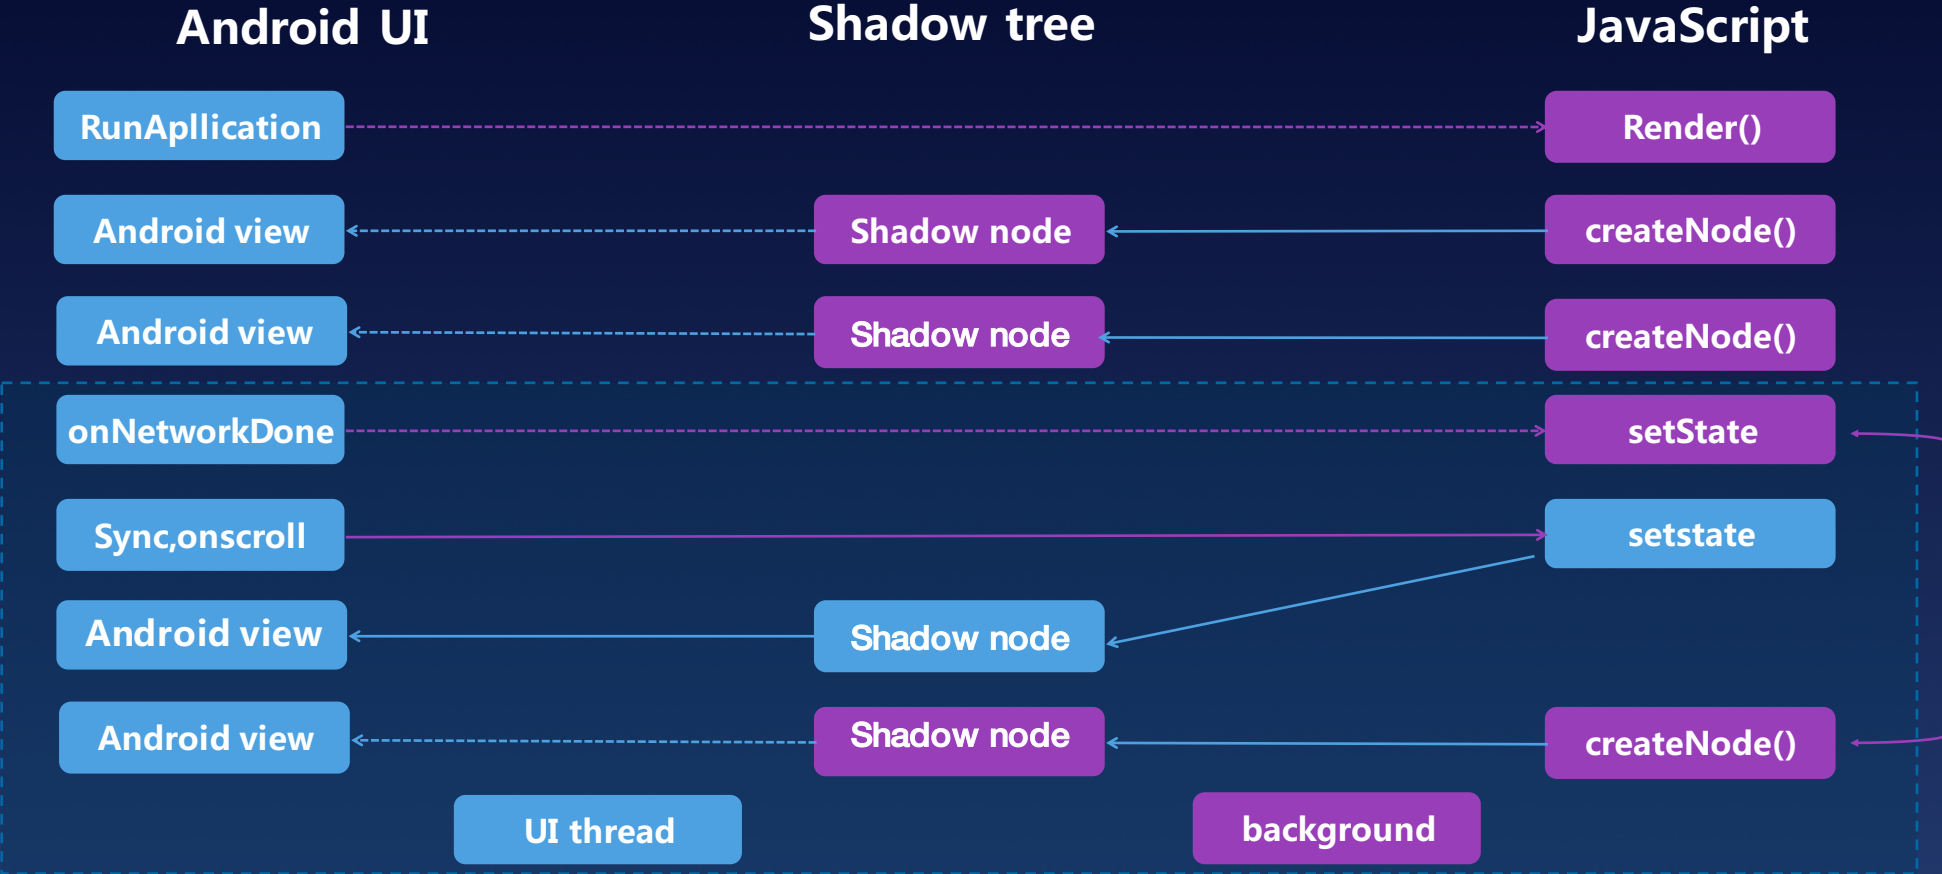 Android UI
Shadow tree
JavaScript
RunApllication
Render()
Android view
Shadow node
createNode()
Android view
Shadow node
createNode()
onNetworkDone
setState
Sync,onscroll
setstate
Android view
Shadow node
Android view
Shadow node
createNode()
UI thread
background